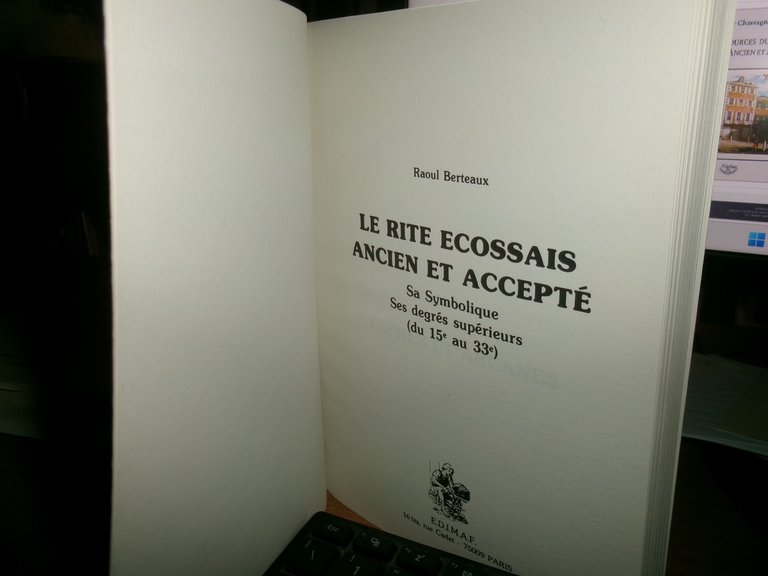 Raoul Berteaux
LE RITE ECOSSAIS
ANCIEN ET ACCEPTÉ
Sa Symbolique
Ses degrés supérieurs
(du 15e au 33e)
E.D.I.M.A.F.
16 bis, rue Cadet - 75009 PARIS
Esc